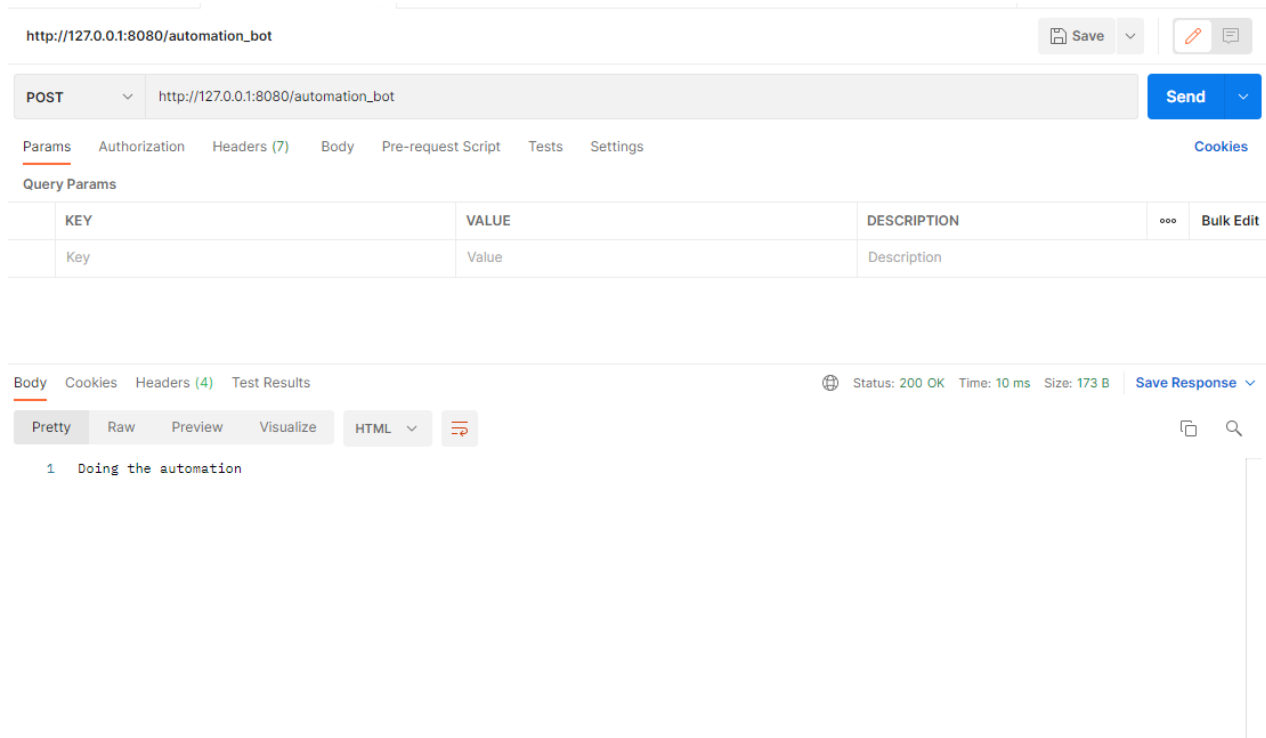 http://127.0.0.1:8080/automation_bot Save
POST http://127.0.0.1:8080/automation_bot Send
Params Authorization Headers (7) Body Pre-request Script Tests Settings Cookies
Query Params
KEY VALUE DESCRIPTION ooo Bulk Edit
Key Value Description
Body Cookies Headers (4) Test Results Status: 200 OK Time: 10 ms Size: 173 B Save Response
Pretty Raw Preview Visualize HTML
1 Doing the automation